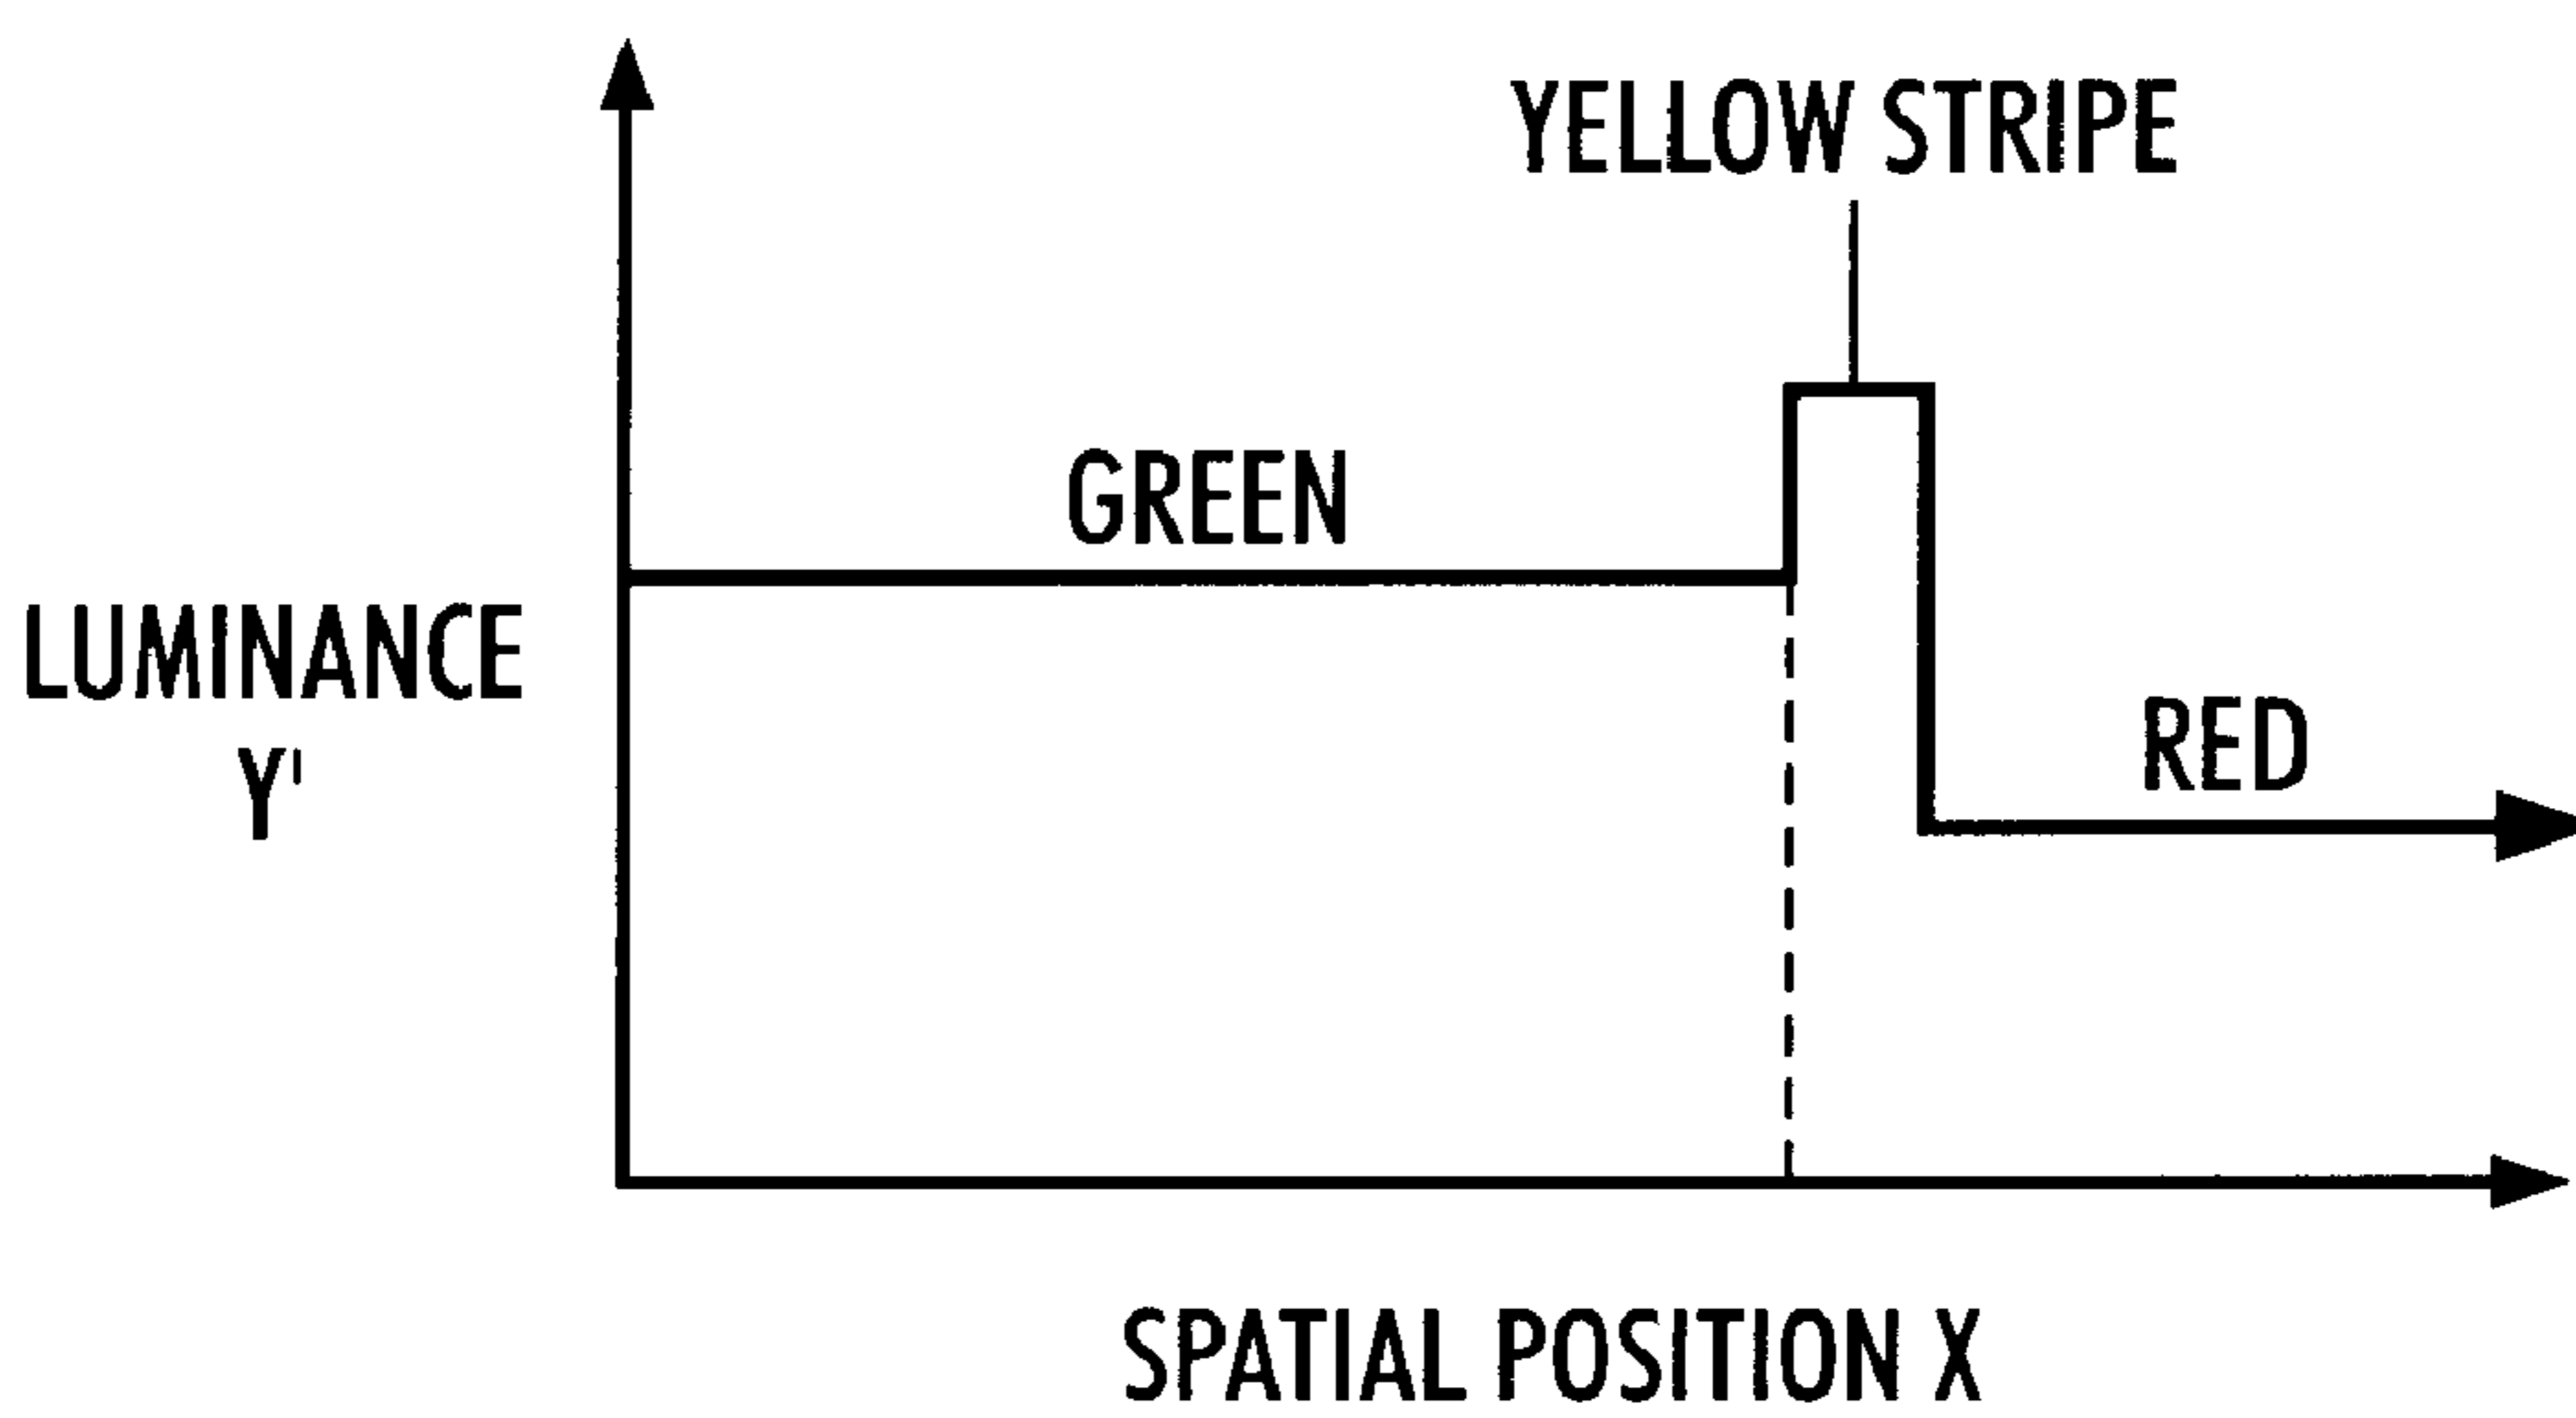 YELLOW STRIPE
GREEN
LUMINANCE
Y'
RED
SPATIAL POSITION X